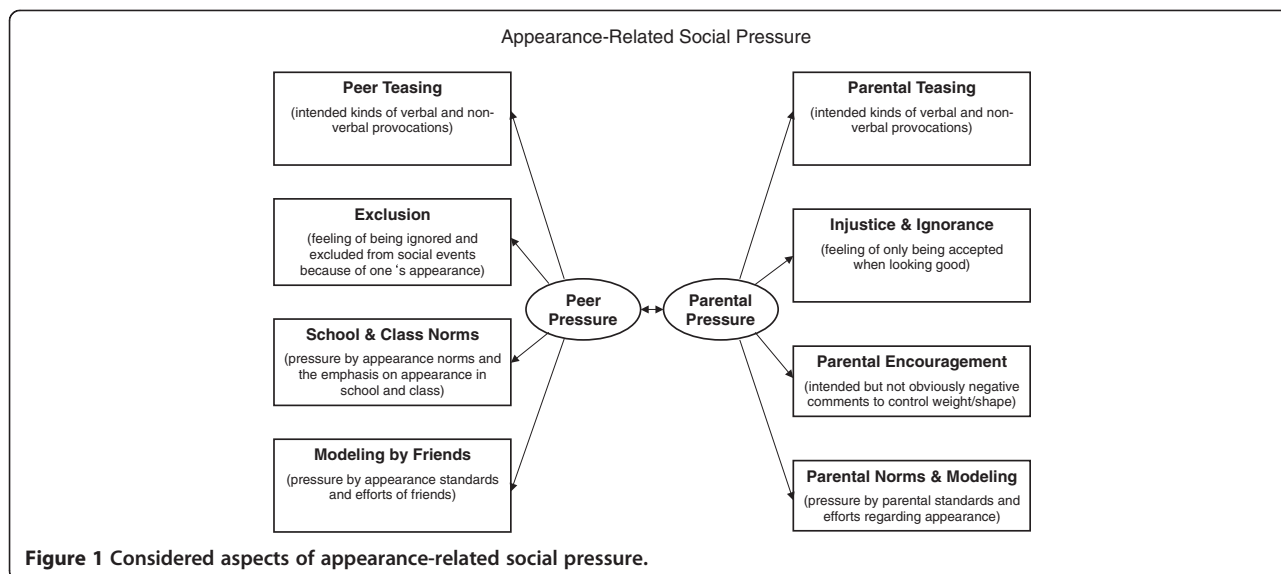 Appearance-Related Social Pressure
Peer Teasing
(intended kinds of verbal and non-
verbal provocations)
Exclusion
(feeling of being ignored and
excluded from social events
because of one‘s appearance)
School & Class Norms
(pressure by appearance norms and
the emphasis on appearance in
school and class)
Modeling by Friends
(pressure by appearance standards
and efforts of friends)
Peer
Pressure
Parental
Pressure
Parental Teasing
(intended kinds of verbal and non-
verbal provocations)
Injustice & Ignorance
(feeling of only being accepted
when looking good)
Parental Encouragement
(intended but not obviously negative
comments to control weight/shape)
Parental Norms & Modeling
(pressure by parental standards and
efforts regarding appearance)
Figure 1 Considered aspects of appearance-related social pressure.